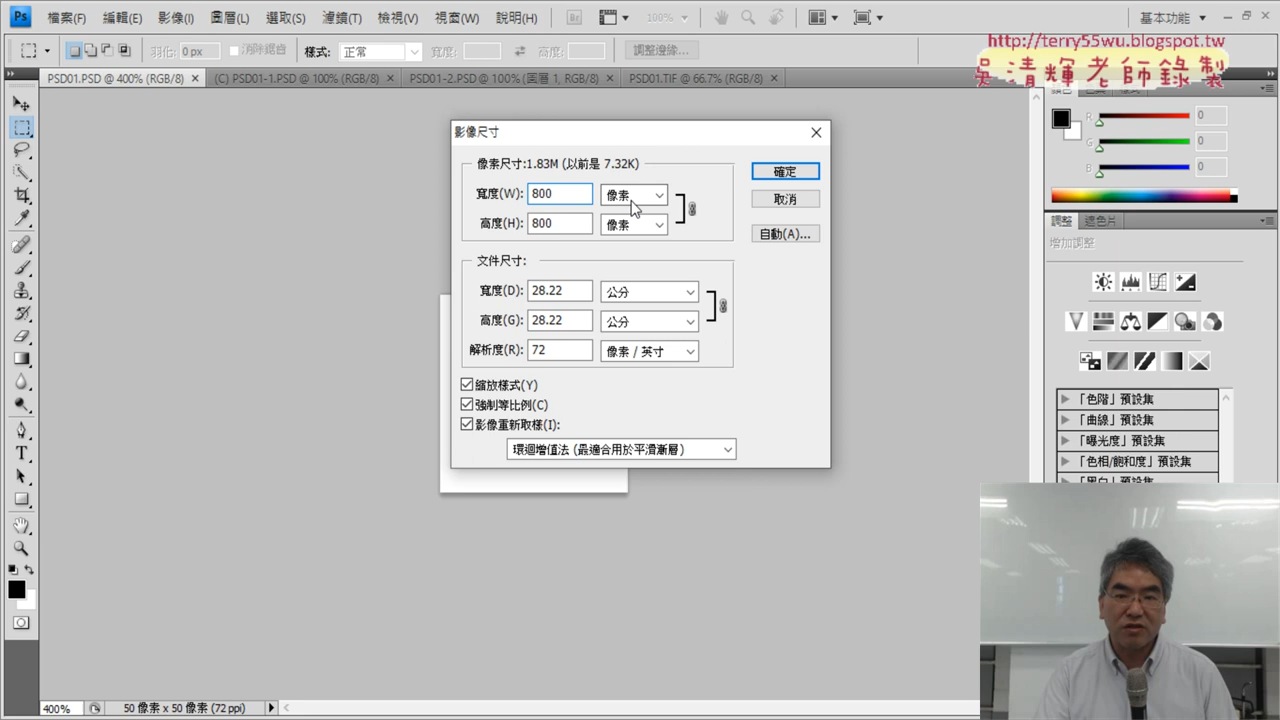 Ps 檔案(F) 編輯(E) 影像(I) 圖層(L) 選取(S) 濾鏡(T) 檢視(V) 視窗(W) 說明(H) Br 100% 基本功能
羽化: 0 px 消除鋸齒 樣式: 正常 寬度: 高度: 調整邊緣...
http://terry55wu.blogspot.tw
吳清輝老師錄製
PSD01.PSD @ 400% (RGB/8) × (C) PSD01-1.PSD @ 100% (RGB/8) × PSD01-2.PSD @ 100% (圖層 1, RGB/8) × PSD01.TIF @ 66.7% (RGB/8) ×
R 0
G 0
B 0
調整 遮色片
增加調整
「色階」預設集
「曲線」預設集
「曝光度」預設集
「色相/飽和度」預設集
「黑白」預設集
影像尺寸
像素尺寸:1.83M (以前是 7.32K)
寬度(W): 800 像素
高度(H): 800 像素
確定
取消
自動(A)...
文件尺寸:
寬度(D): 28.22 公分
高度(G): 28.22 公分
解析度(R): 72 像素 / 英寸
縮放樣式(Y)
強制等比例(C)
影像重新取樣(I):
環迴增值法 (最適合用於平滑漸層)
T
400% 50 像素 x 50 像素 (72 ppi)